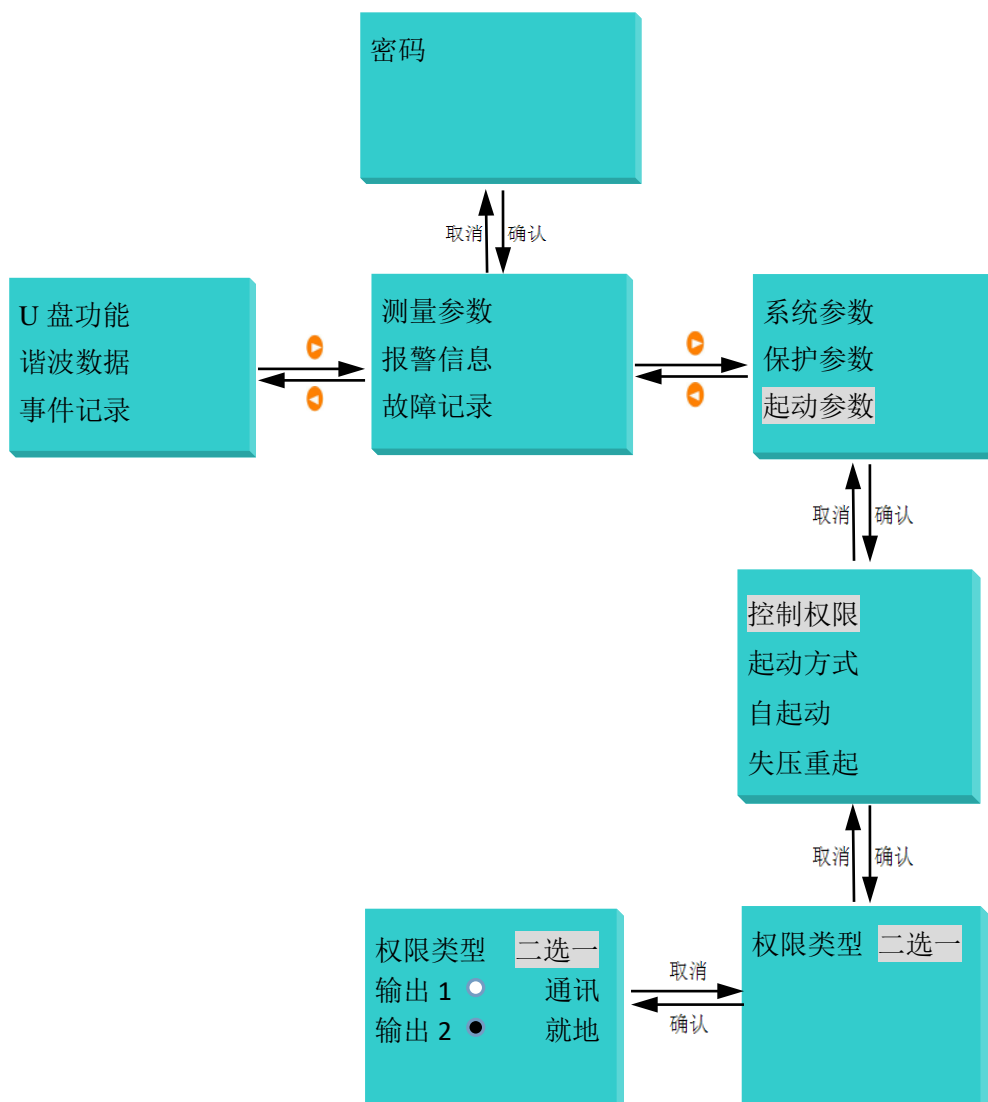 密码
取消
确认
U 盘功能
谐波数据
事件记录
测量参数
报警信息
故障记录
系统参数
保护参数
起动参数
取消
确认
控制权限
起动方式
自起动
失压重起
取消
确认
权限类型 二选一
输出 1 通讯
输出 2 就地
取消
确认
权限类型 二选一